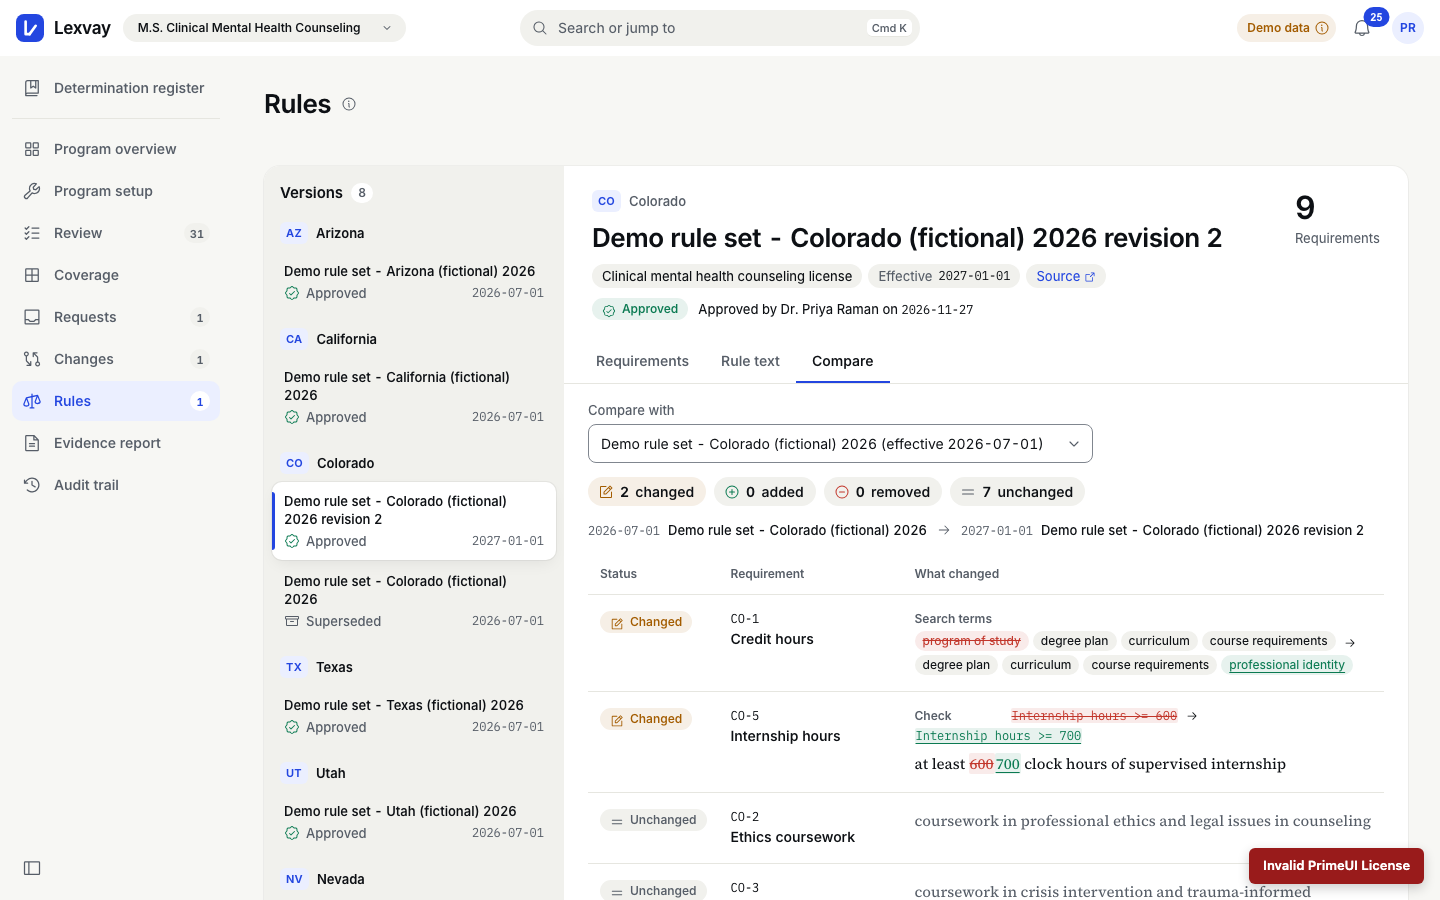 Lexvay
M.S. Clinical Mental Health Counseling
Search or jump to
Cmd K
Demo data
25
PR
Determination register
Program overview
Program setup
Review 31
Coverage
Requests 1
Changes 1
Rules 1
Evidence report
Audit trail
Rules
Versions 8
AZ Arizona
Demo rule set - Arizona (fictional) 2026
Approved 2026-07-01
CA California
Demo rule set - California (fictional)
2026
Approved 2026-07-01
CO Colorado
Demo rule set - Colorado (fictional)
2026 revision 2
Approved 2027-01-01
Demo rule set - Colorado (fictional)
2026
Superseded 2026-07-01
TX Texas
Demo rule set - Texas (fictional) 2026
Approved 2026-07-01
UT Utah
Demo rule set - Utah (fictional) 2026
Approved 2026-07-01
NV Nevada
CO Colorado
Demo rule set - Colorado (fictional) 2026 revision 2
9
Requirements
Clinical mental health counseling license
Effective 2027-01-01
Source
Approved
Approved by Dr. Priya Raman on 2026-11-27
Requirements Rule text Compare
Compare with
Demo rule set - Colorado (fictional) 2026 (effective 2026-07-01)
2 changed 0 added 0 removed 7 unchanged
2026-07-01 Demo rule set - Colorado (fictional) 2026 → 2027-01-01 Demo rule set - Colorado (fictional) 2026 revision 2
Status Requirement What changed
Changed
CO-1
Credit hours
Search terms
program of study degree plan curriculum course requirements →
degree plan curriculum course requirements professional identity
Changed
CO-5
Internship hours
Check Internship hours >= 600 →
Internship hours >= 700
at least 600 700 clock hours of supervised internship
Unchanged
CO-2
Ethics coursework
coursework in professional ethics and legal issues in counseling
Unchanged
CO-3
coursework in crisis intervention and trauma-informed
Invalid PrimeUI License